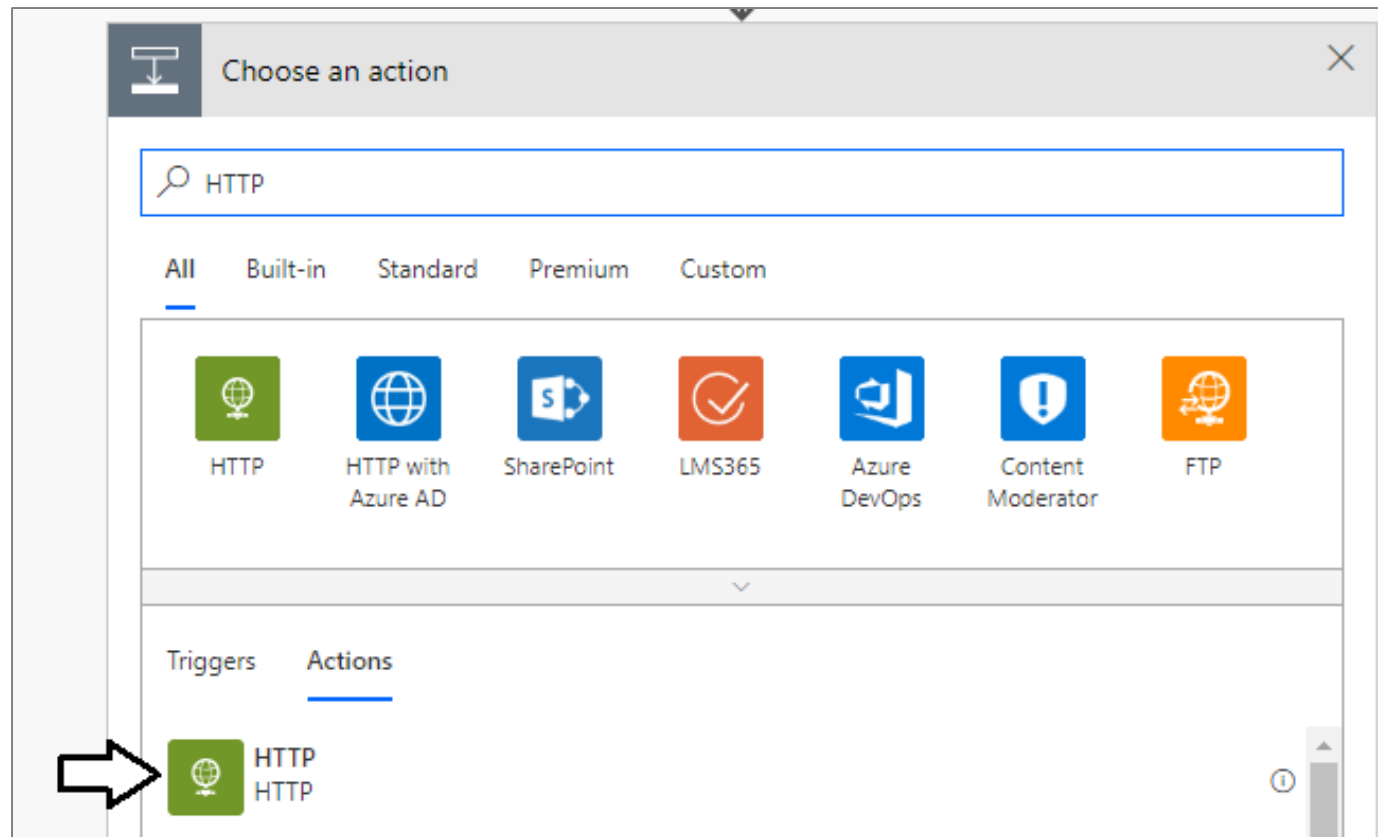 Choose an action
HTTP
All Built-in Standard Premium Custom
HTTP
HTTP with
Azure AD
SharePoint
LMS365
Azure
DevOps
Content
Moderator
FTP
Triggers Actions
HTTP
HTTP